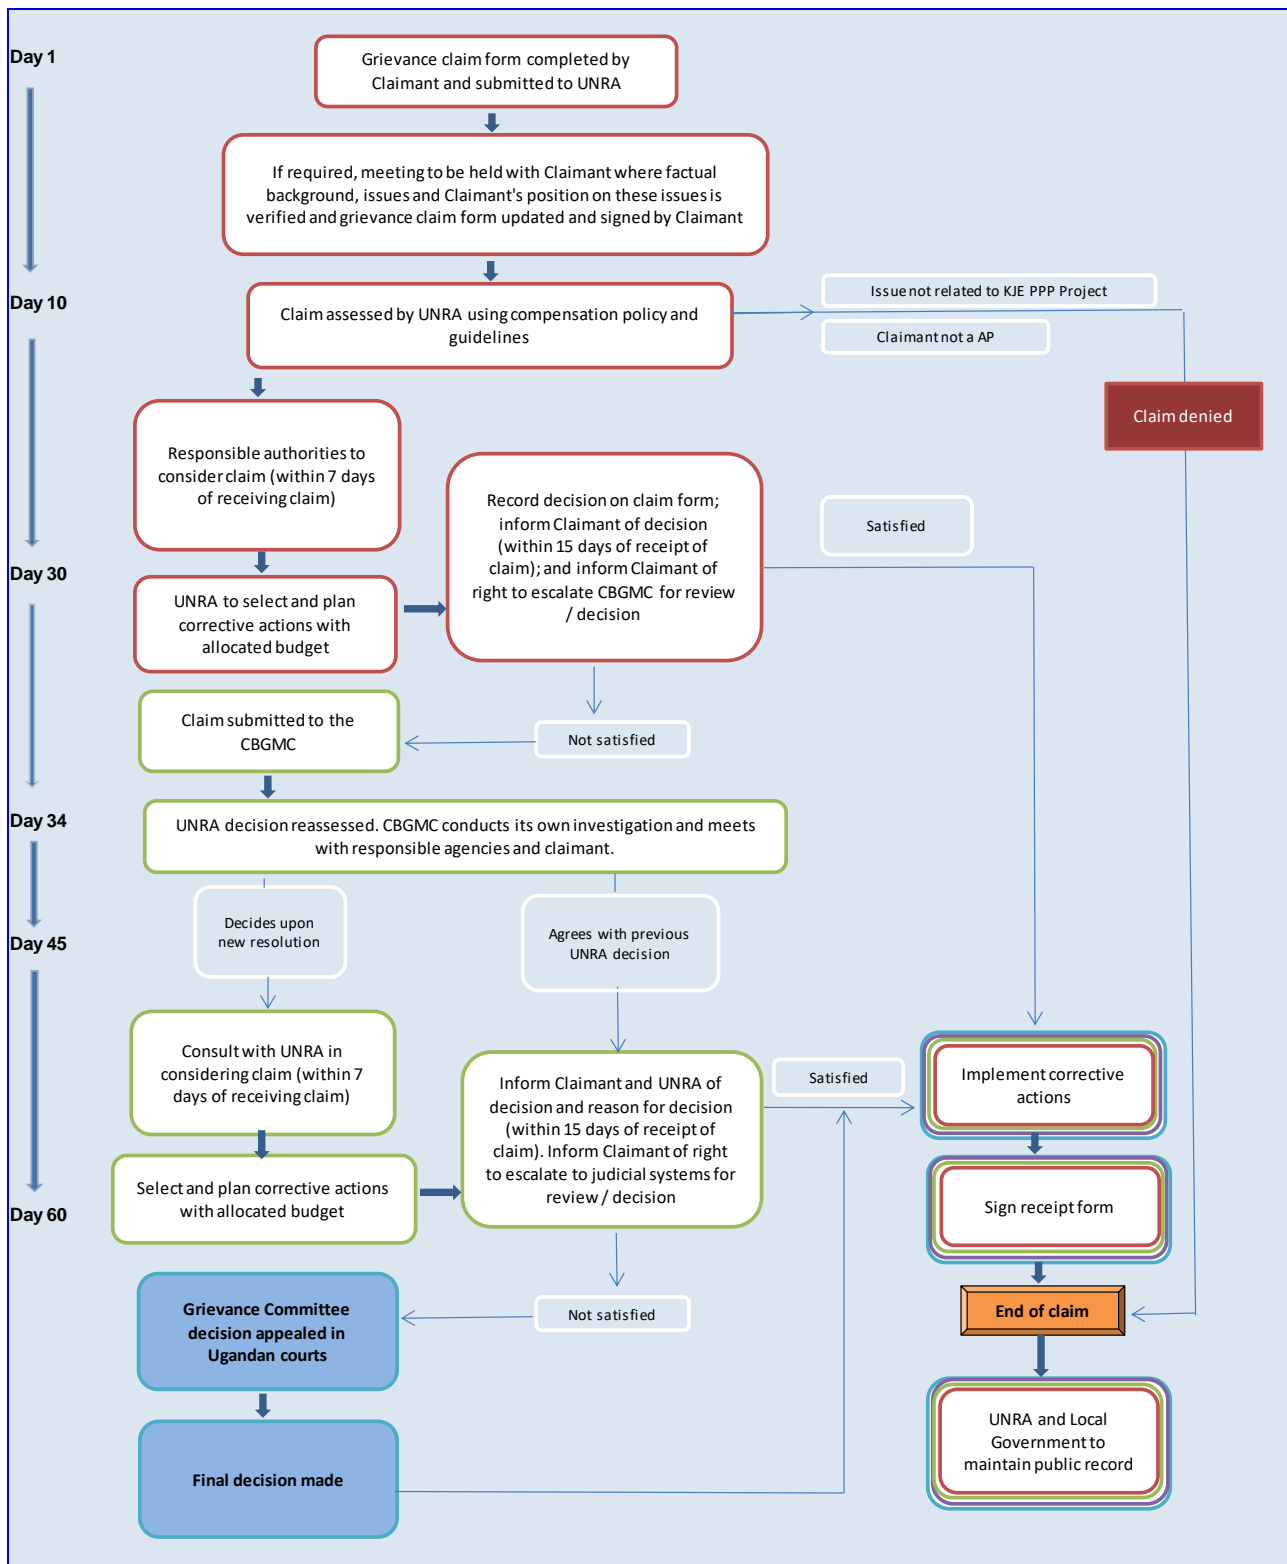 Day 1
Grievance claim form completed by
Claimant and submitted to UNRA
If required, meeting to be held with Claimant where factual
background, issues and Claimant's position on these issues is
verified and grievance claim form updated and signed by Claimant
Day 10
Claim assessed by UNRA using compensation policy and
guidelines
Issue not related to KJE PPP Project
Claimant not a AP
Claim denied
Responsible authorities to
consider claim (within 7 days
of receiving claim)
Record decision on claim form;
inform Claimant of decision
(within 15 days of receipt of
claim); and inform Claimant of
right to escalate CBGMC for review
/ decision
Satisfied
Day 30
UNRA to select and plan
corrective actions with
allocated budget
Claim submitted to the
CBGMC
Not satisfied
Day 34
UNRA decision reassessed. CBGMC conducts its own investigation and meets
with responsible agencies and claimant.
Decides upon
new resolution
Agrees with previous
UNRA decision
Day 45
Consult with UNRA in
considering claim (within 7
days of receiving claim)
Inform Claimant and UNRA of
decision and reason for decision
(within 15 days of receipt of
claim). Inform Claimant of right
to escalate to judicial systems for
review / decision
Satisfied
Implement corrective
actions
Select and plan corrective actions
with allocated budget
Day 60
Sign receipt form
Grievance Committee
decision appealed in
Ugandan courts
Not satisfied
End of claim
Final decision made
UNRA and Local
Government to
maintain public record